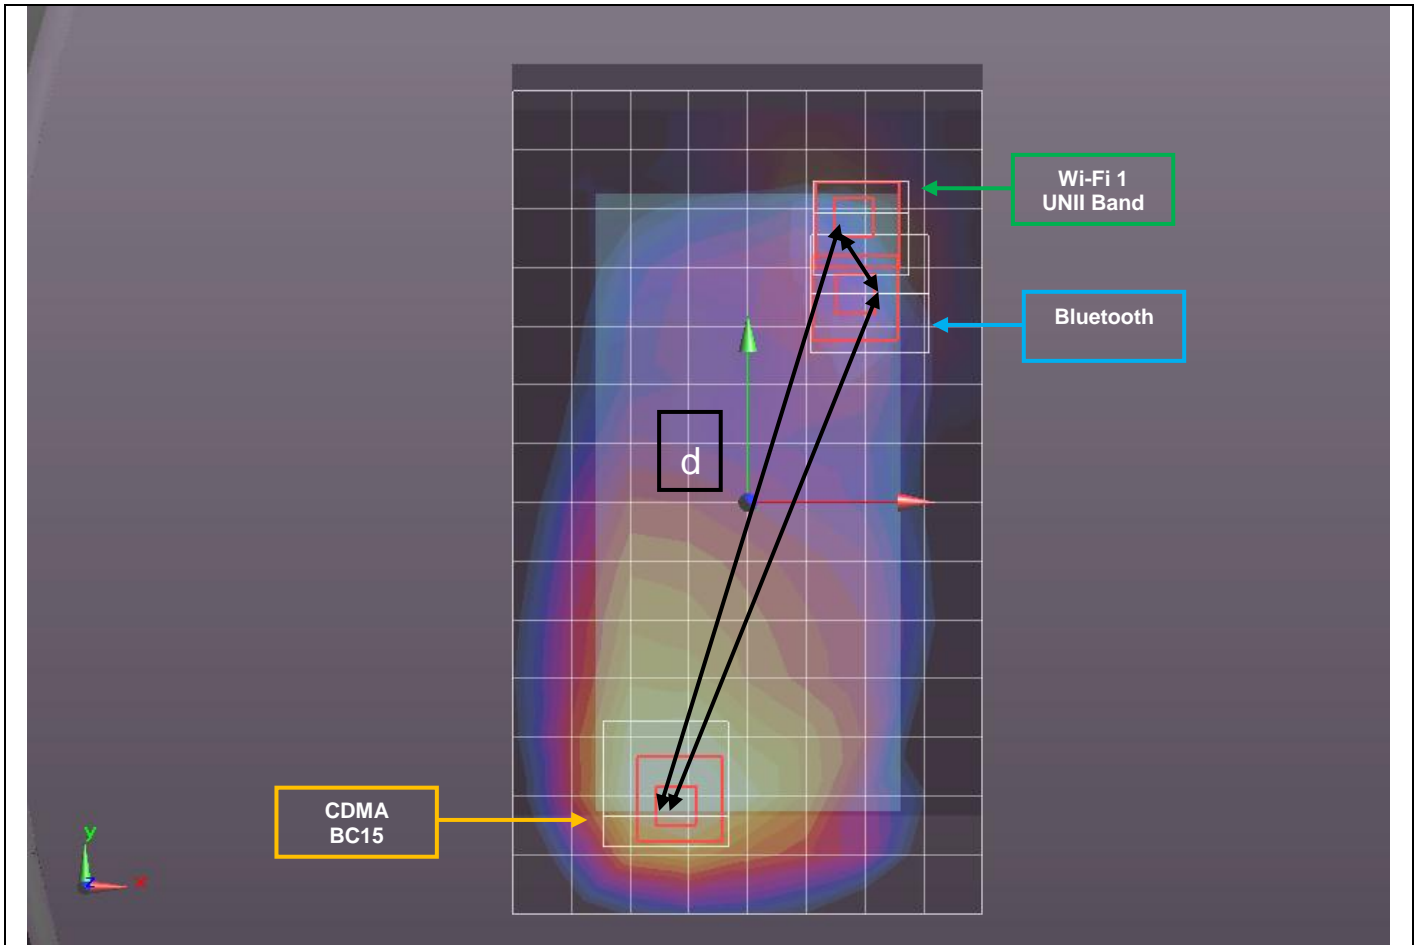 Wi-Fi 1
UNII Band
Bluetooth
d
CDMA
BC15
y
z
x